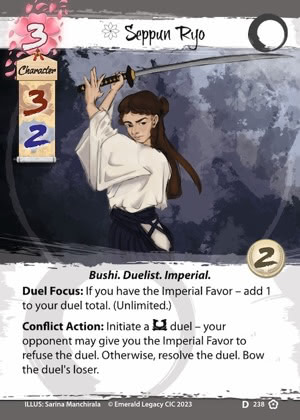 3
Seppun Ryo
Character
3
2
2
Bushi. Duelist. Imperial.
Duel Focus: If you have the Imperial Favor – add 1
to your duel total. (Unlimited.)
Conflict Action: Initiate a duel – your
opponent may give you the Imperial Favor to
refuse the duel. Otherwise, resolve the duel. Bow
the duel's loser.
ILLUS: Sarina Manchirala © Emerald Legacy CIC 2023 D 238